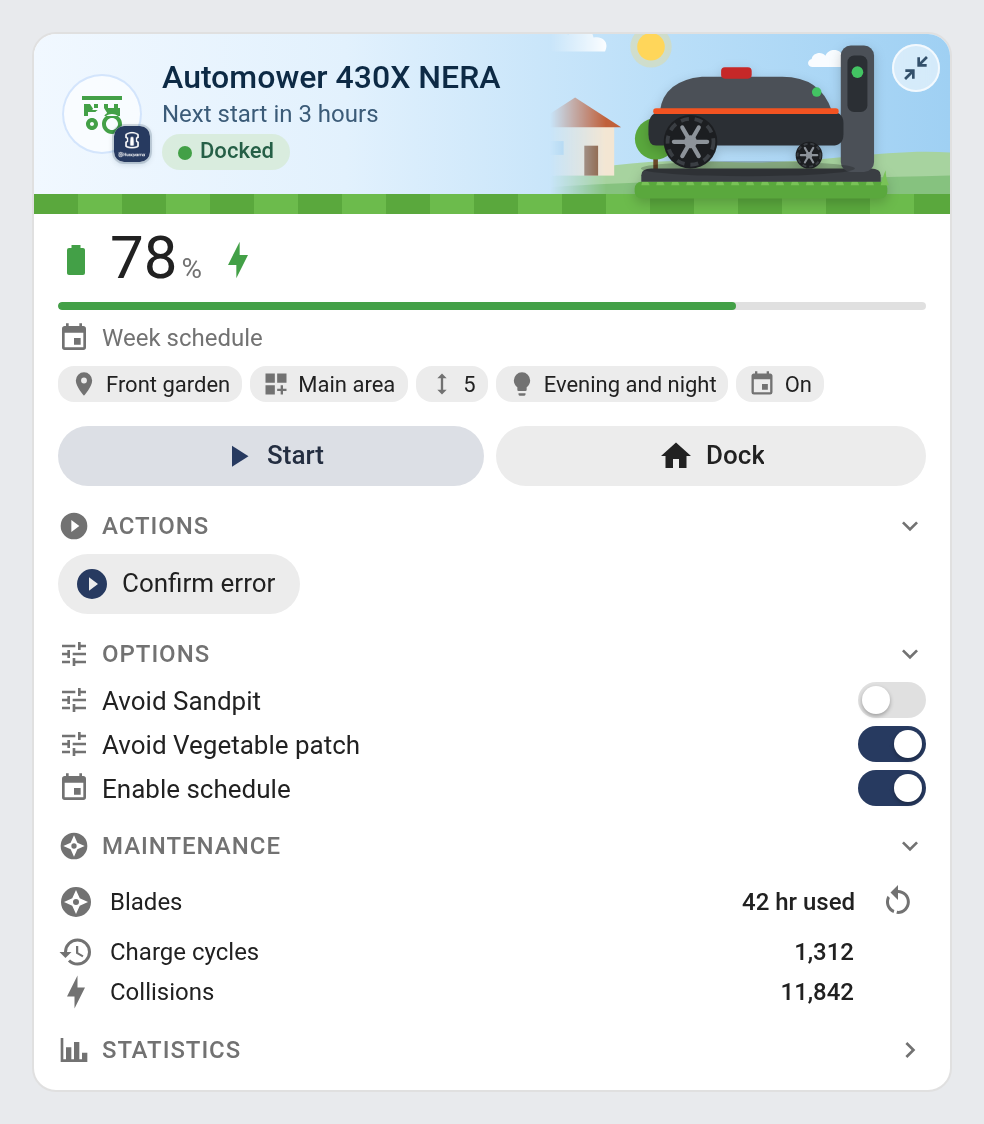 Automower 430X NERA
Next start in 3 hours
Docked
78 %
Week schedule
Front garden
Main area
5
Evening and night
On
Start
Dock
ACTIONS
Confirm error
OPTIONS
Avoid Sandpit
Avoid Vegetable patch
Enable schedule
MAINTENANCE
Blades 42 hr used
Charge cycles 1,312
Collisions 11,842
STATISTICS